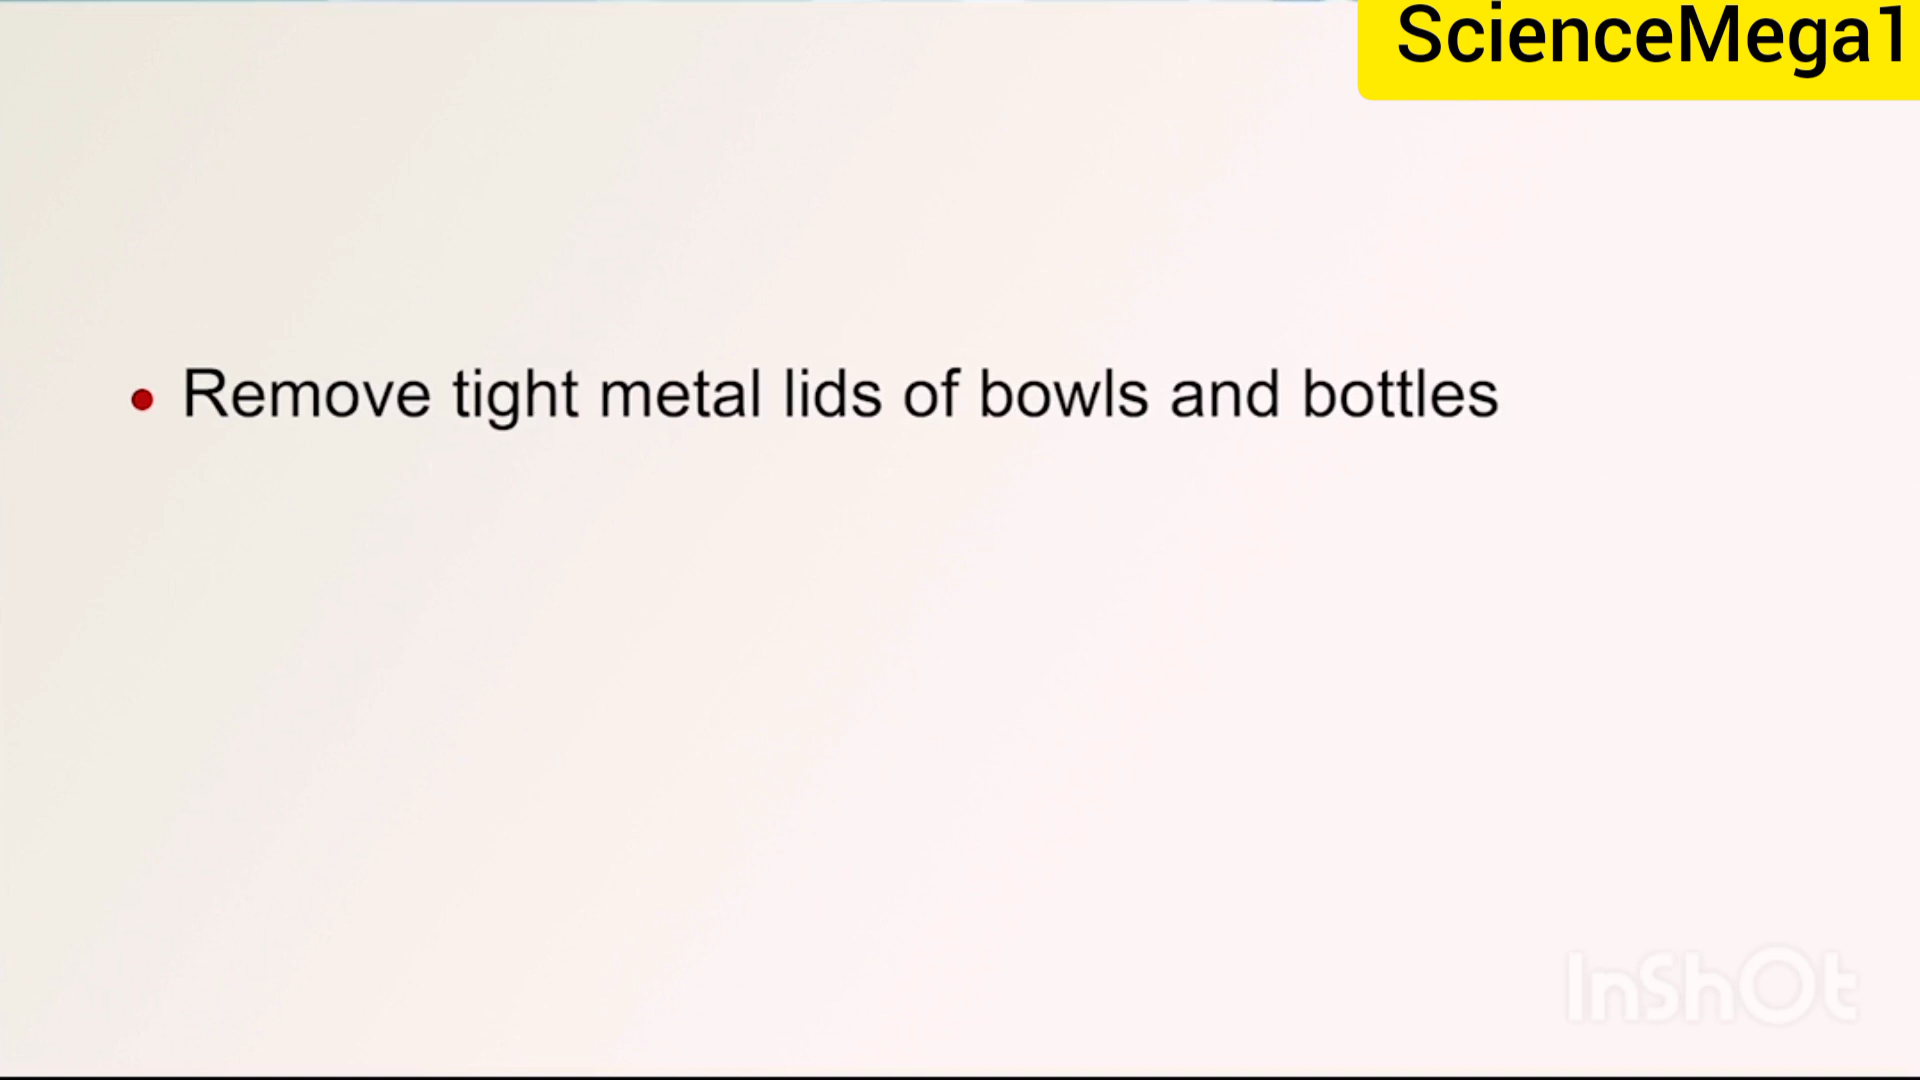 ScienceMega1
• Remove tight metal lids of bowls and bottles
InShOt